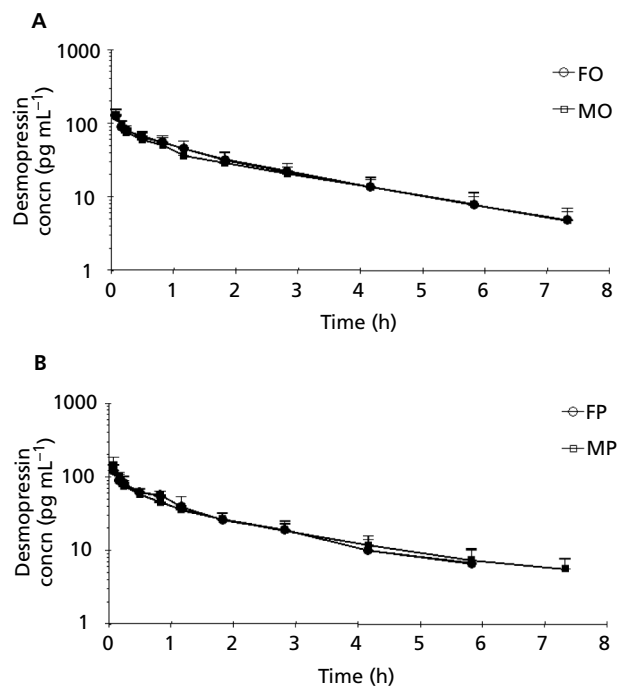 A
1000
100
10
1
Desmopressin
concn (pg mL⁻¹)
FO
MO
0 1 2 3 4 5 6 7 8
Time (h)
B
1000
100
10
1
Desmopressin
concn (pg mL⁻¹)
FP
MP
0 1 2 3 4 5 6 7 8
Time (h)